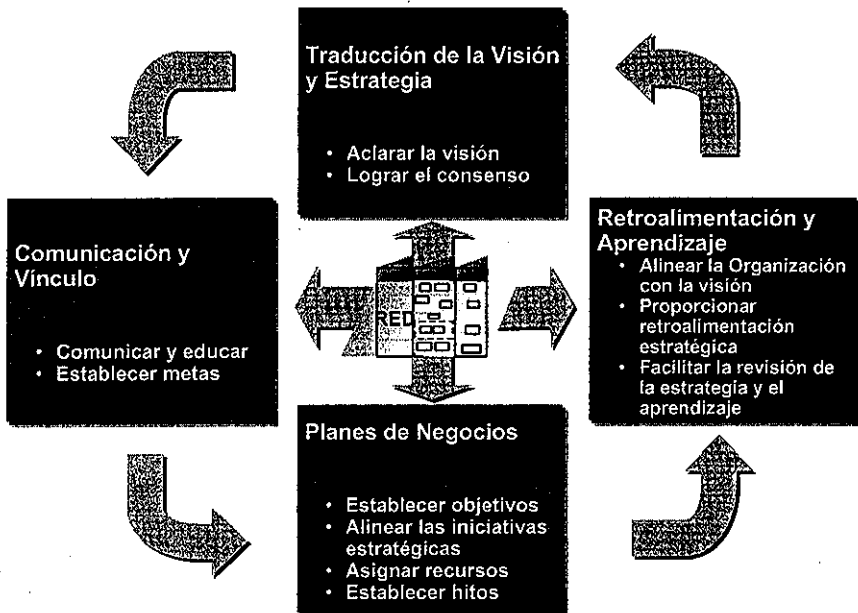 Traducción de la Visión
y Estrategia
• Aclarar la visión
• Lograr el consenso
Comunicación y
Vínculo
• Comunicar y educar
• Establecer metas
RED
Retroalimentación y
Aprendizaje
• Alinear la Organización
con la visión
• Proporcionar
retroalimentación
estratégica
• Facilitar la revisión de
la estrategia y el
aprendizaje
Planes de Negocios
• Establecer objetivos
• Alinear las iniciativas
estratégicas
• Asignar recursos
• Establecer hitos